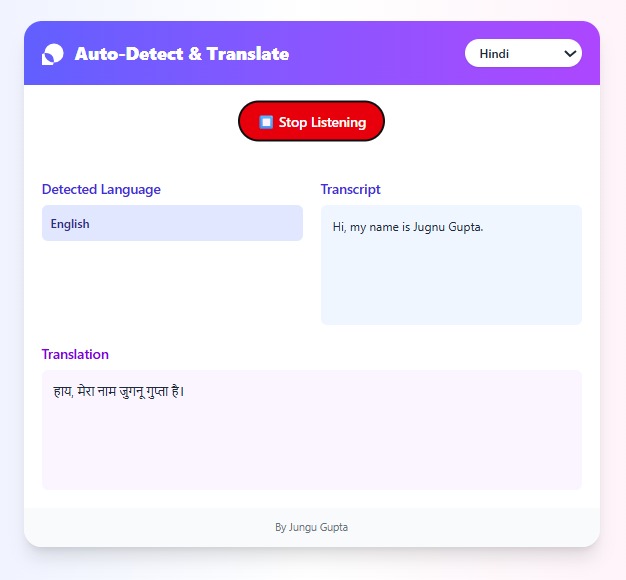 Auto-Detect & Translate
Hindi
Stop Listening
Detected Language
English
Transcript
Hi, my name is Jugnu Gupta.
Translation
हाय, मेरा नाम जुगनू गुप्ता है।
By Jungu Gupta